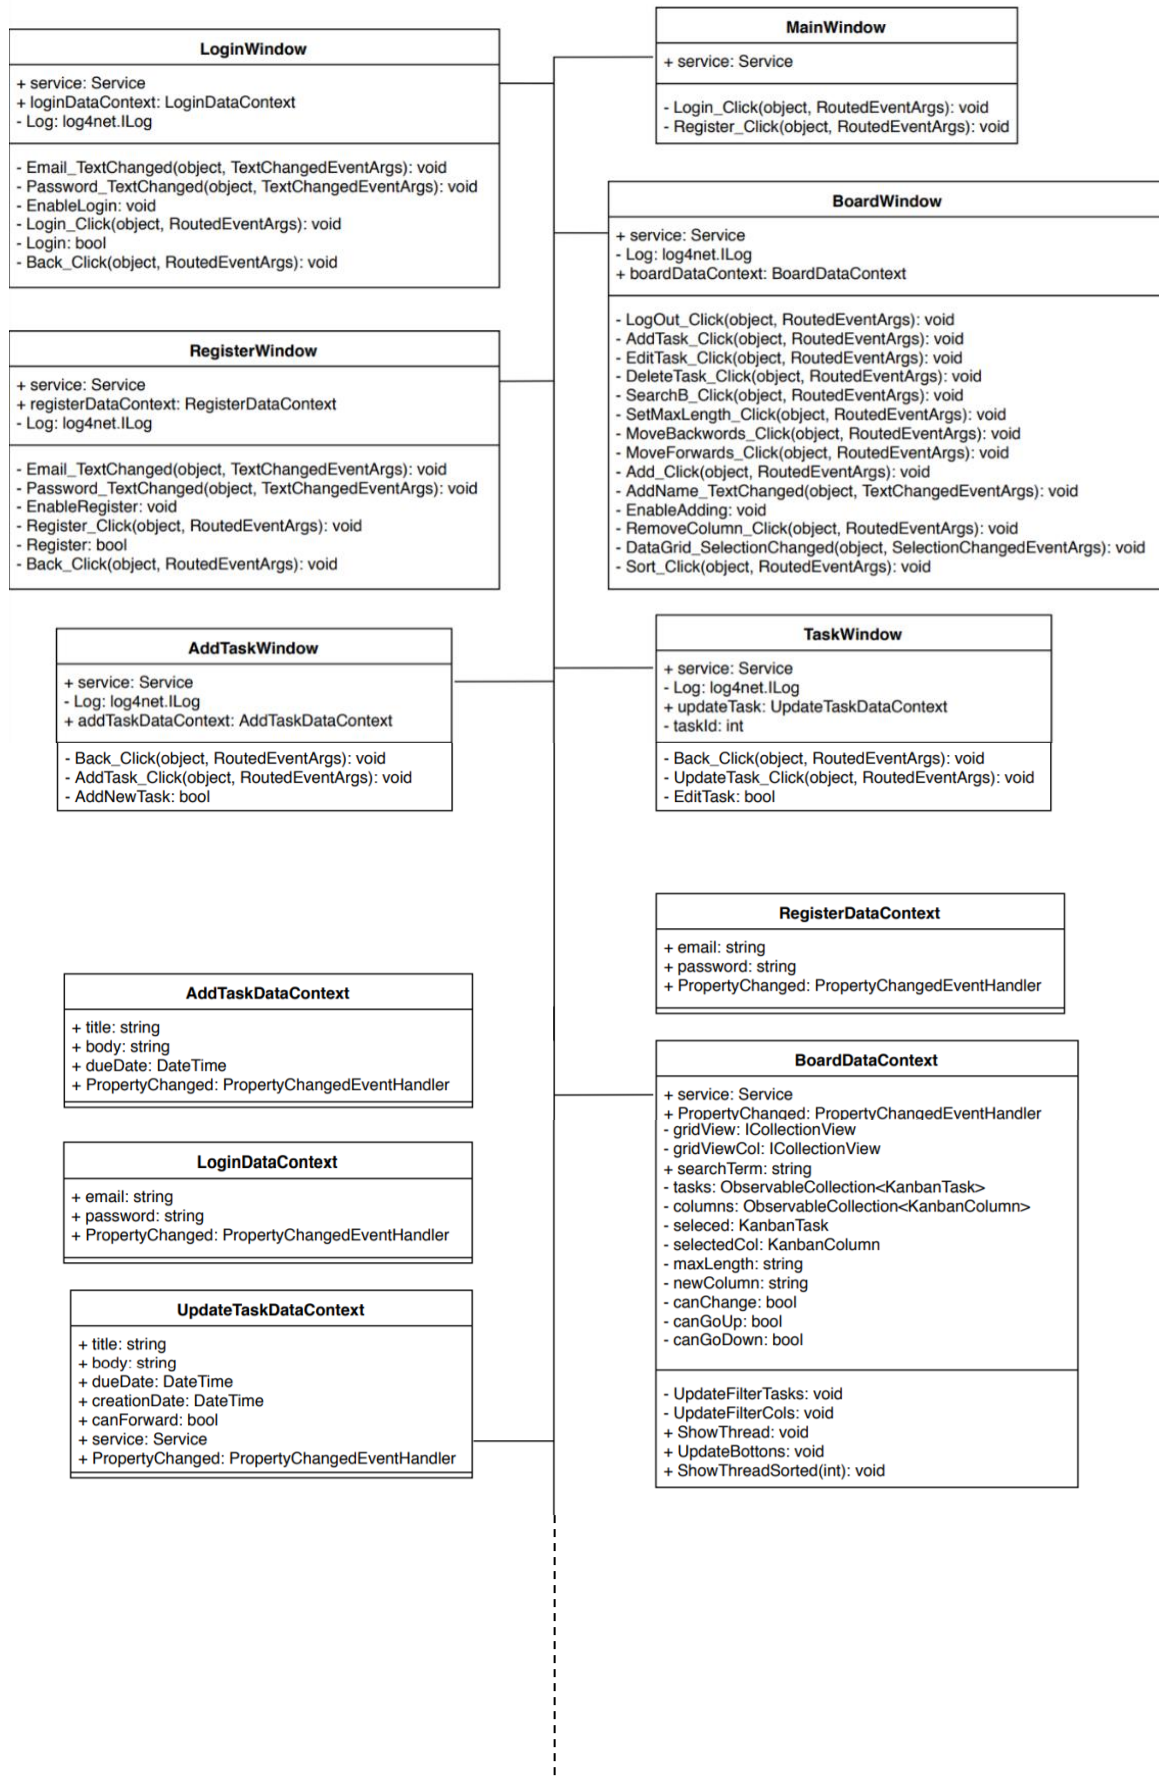 LoginWindow
+ service: Service
+ loginDataContext: LoginDataContext
- Log: log4net.ILog
- Email_TextChanged(object, TextChangedEventArgs): void
- Password_TextChanged(object, TextChangedEventArgs): void
- EnableLogin: void
- Login_Click(object, RoutedEventArgs): void
- Login: bool
- Back_Click(object, RoutedEventArgs): void
MainWindow
+ service: Service
- Login_Click(object, RoutedEventArgs): void
- Register_Click(object, RoutedEventArgs): void
BoardWindow
+ service: Service
- Log: log4net.ILog
+ boardDataContext: BoardDataContext
- LogOut_Click(object, RoutedEventArgs): void
- AddTask_Click(object, RoutedEventArgs): void
- EditTask_Click(object, RoutedEventArgs): void
- DeleteTask_Click(object, RoutedEventArgs): void
- SearchB_Click(object, RoutedEventArgs): void
- SetMaxLength_Click(object, RoutedEventArgs): void
- MoveBackwords_Click(object, RoutedEventArgs): void
- MoveForwards_Click(object, RoutedEventArgs): void
- Add_Click(object, RoutedEventArgs): void
- AddName_TextChanged(object, TextChangedEventArgs): void
- EnableAdding: void
- RemoveColumn_Click(object, RoutedEventArgs): void
- DataGrid_SelectionChanged(object, SelectionChangedEventArgs): void
- Sort_Click(object, RoutedEventArgs): void
RegisterWindow
+ service: Service
+ registerDataContext: RegisterDataContext
- Log: log4net.ILog
- Email_TextChanged(object, TextChangedEventArgs): void
- Password_TextChanged(object, TextChangedEventArgs): void
- EnableRegister: void
- Register_Click(object, RoutedEventArgs): void
- Register: bool
- Back_Click(object, RoutedEventArgs): void
AddTaskWindow
+ service: Service
- Log: log4net.ILog
+ addTaskDataContext: AddTaskDataContext
- Back_Click(object, RoutedEventArgs): void
- AddTask_Click(object, RoutedEventArgs): void
- AddNewTask: bool
TaskWindow
+ service: Service
- Log: log4net.ILog
+ updateTask: UpdateTaskDataContext
- taskId: int
- Back_Click(object, RoutedEventArgs): void
- UpdateTask_Click(object, RoutedEventArgs): void
- EditTask: bool
RegisterDataContext
+ email: string
+ password: string
+ PropertyChanged: PropertyChangedEventHandler
AddTaskDataContext
+ title: string
+ body: string
+ dueDate: DateTime
+ PropertyChanged: PropertyChangedEventHandler
BoardDataContext
+ service: Service
+ PropertyChanged: PropertyChangedEventHandler
- gridView: ICollectionView
- gridViewCol: ICollectionView
+ searchTerm: string
- tasks: ObservableCollection<KanbanTask>
- columns: ObservableCollection<KanbanColumn>
- seleced: KanbanTask
- selectedCol: KanbanColumn
- maxLength: string
- newColumn: string
- canChange: bool
- canGoUp: bool
- canGoDown: bool
- UpdateFilterTasks: void
- UpdateFilterCols: void
+ ShowThread: void
+ UpdateBottons: void
+ ShowThreadSorted(int): void
LoginDataContext
+ email: string
+ password: string
+ PropertyChanged: PropertyChangedEventHandler
UpdateTaskDataContext
+ title: string
+ body: string
+ dueDate: DateTime
+ creationDate: DateTime
+ canForward: bool
+ service: Service
+ PropertyChanged: PropertyChangedEventHandler